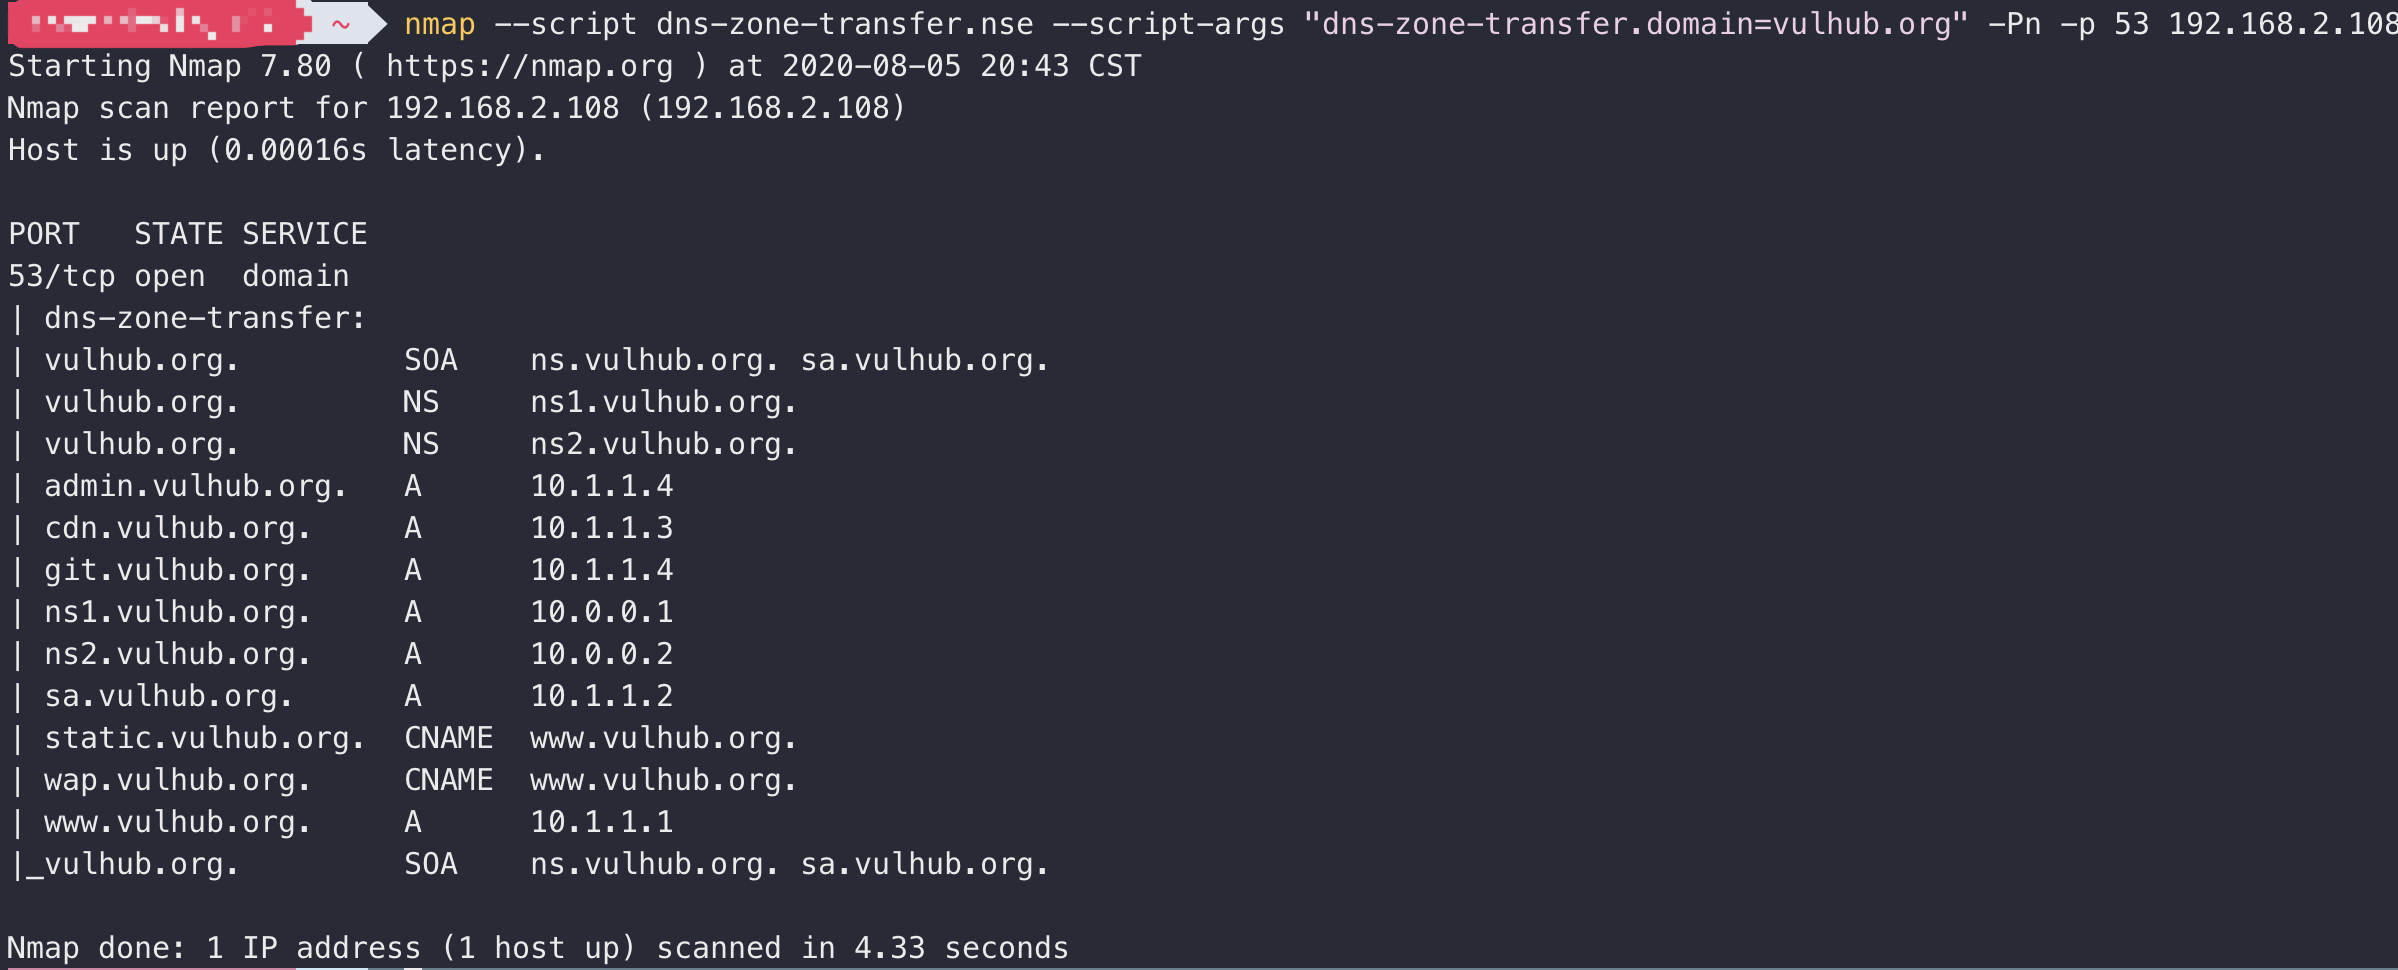 ~ nmap --script dns-zone-transfer.nse --script-args "dns-zone-transfer.domain=vulhub.org" -Pn -p 53 192.168.2.108
Starting Nmap 7.80 ( https://nmap.org ) at 2020-08-05 20:43 CST
Nmap scan report for 192.168.2.108 (192.168.2.108)
Host is up (0.00016s latency).
PORT   STATE SERVICE
53/tcp open  domain
| dns-zone-transfer:
| vulhub.org.         SOA    ns.vulhub.org. sa.vulhub.org.
| vulhub.org.         NS     ns1.vulhub.org.
| vulhub.org.         NS     ns2.vulhub.org.
| admin.vulhub.org.   A      10.1.1.4
| cdn.vulhub.org.     A      10.1.1.3
| git.vulhub.org.     A      10.1.1.4
| ns1.vulhub.org.     A      10.0.0.1
| ns2.vulhub.org.     A      10.0.0.2
| sa.vulhub.org.      A      10.1.1.2
| static.vulhub.org.  CNAME  www.vulhub.org.
| wap.vulhub.org.     CNAME  www.vulhub.org.
| www.vulhub.org.     A      10.1.1.1
|_vulhub.org.         SOA    ns.vulhub.org. sa.vulhub.org.
Nmap done: 1 IP address (1 host up) scanned in 4.33 seconds